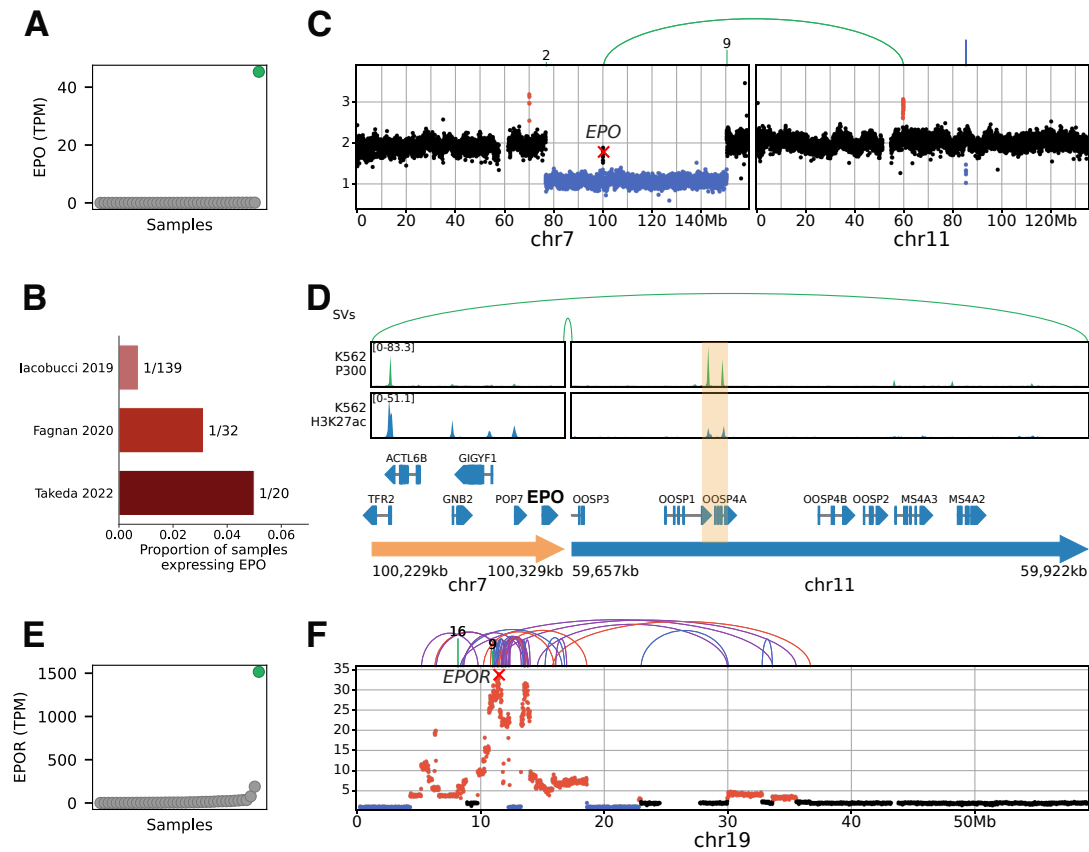 A
EPO (TPM)
40
20
0
Samples
C
2
9
3
2
1
EPO
0 20 40 60 80 100 120 140Mb
chr7
0 20 40 60 80 100 120Mb
chr11
B
Iacobucci 2019
1/139
Fagnan 2020
1/32
Takeda 2022
1/20
0.00 0.02 0.04 0.06
Proportion of samples
expressing EPO
D
SVs
K562
P300
[0-83.3]
K562
H3K27ac
[0-51.1]
ACTL6B GIGYF1
TFR2 GNB2 POP7 EPO OOSP3 OOSP1 OOSP4A OOSP4B OOSP2 MS4A3 MS4A2
100,229kb 100,329kb 59,657kb 59,922kb
chr7 chr11
E
EPOR (TPM)
1500
1000
500
0
Samples
F
16
9
EPOR
35
30
25
20
15
10
5
0 10 20 30 40 50Mb
chr19